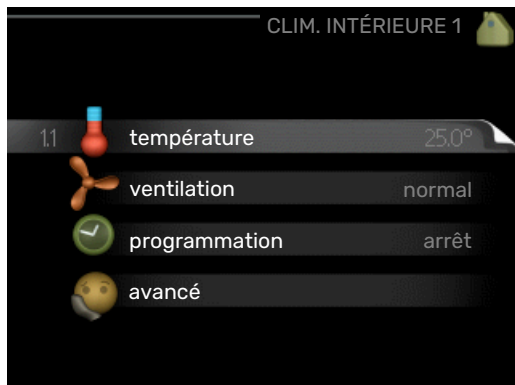 CLIM. INTÉRIEURE 1
1.1 température 25.0°
ventilation normal
programmation arrêt
avancé